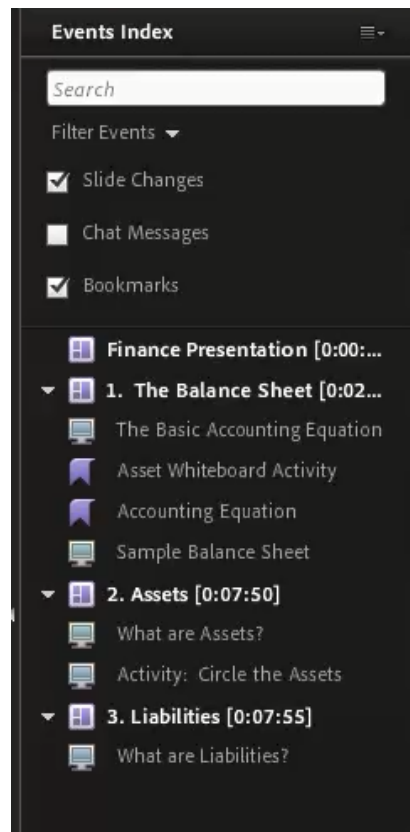 Events Index
Search
Filter Events
Slide Changes
Chat Messages
Bookmarks
Finance Presentation [0:00:...
1. The Balance Sheet [0:02...
The Basic Accounting Equation
Asset Whiteboard Activity
Accounting Equation
Sample Balance Sheet
2. Assets [0:07:50]
What are Assets?
Activity: Circle the Assets
3. Liabilities [0:07:55]
What are Liabilities?